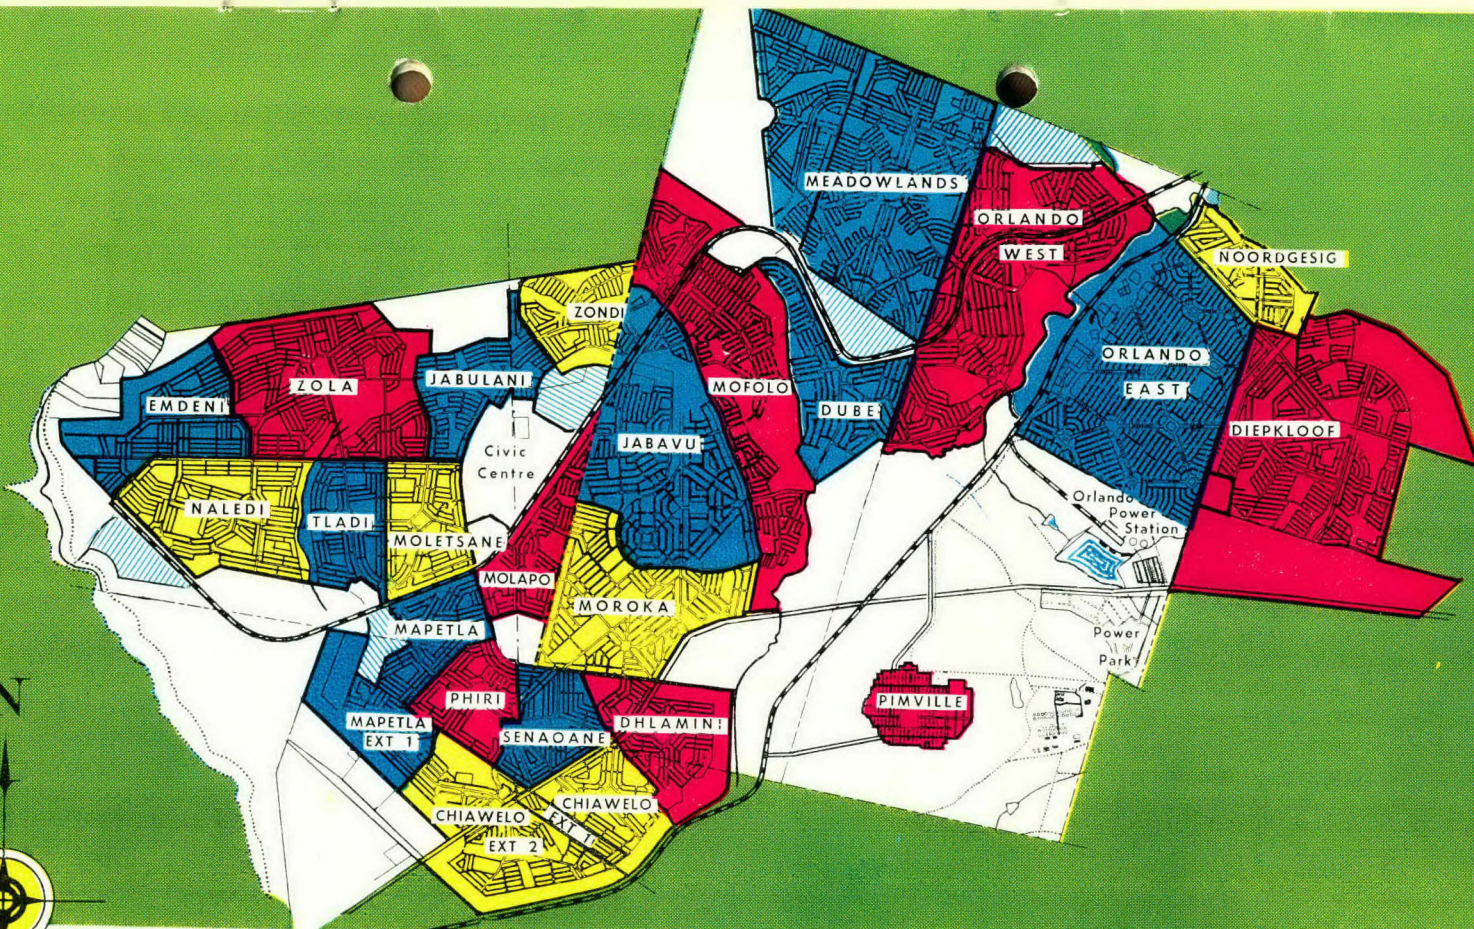 MEADOWLANDS
ORLANDO
WEST
NOORDGESIG
ZONDI
ORLANDO
EAST
ZOLA
JABULANI
MOFOLO
DUBE
EMDENI
JABAVU
DIEPKLOOF
Civic
Centre
NALEDI
TLADI
MOLETSANE
Orlando
Power
Station
MOLAPO
MOROKA
MAPETLA
Power
Park
PHIRI
PIMVILLE
MAPETLA
EXT 1
SENAOANE
DHLAMINI
CHIAWELO
EXT 1
CHIAWELO
EXT 2
N